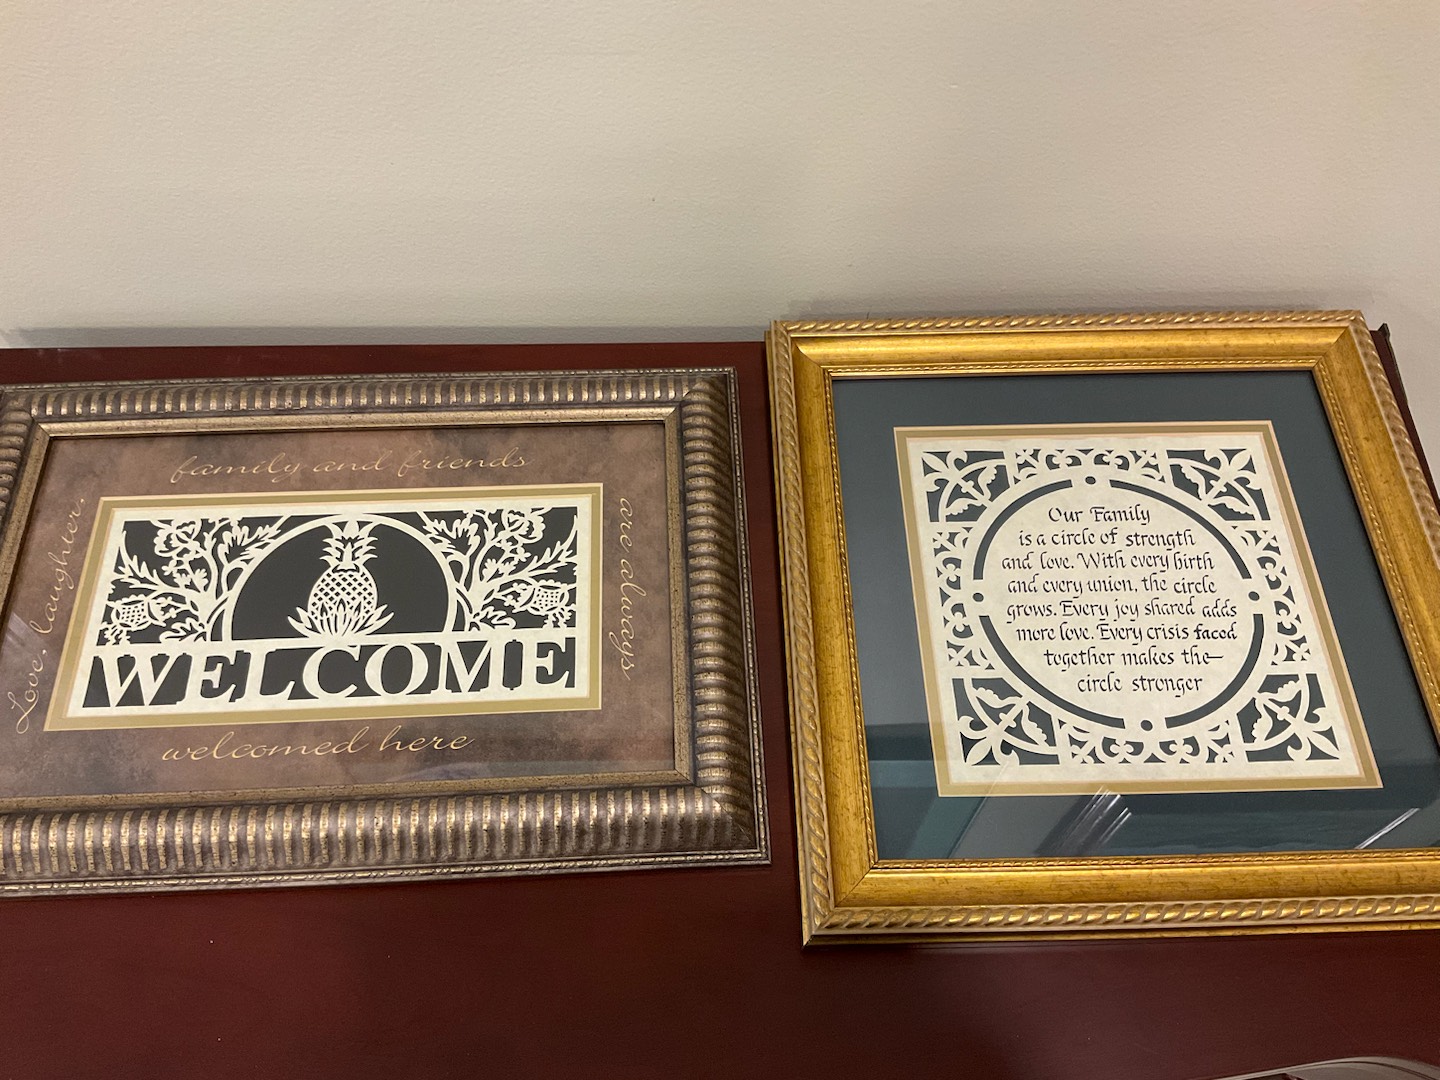 Love, laughter,
family and friends
are always
welcomed here
WELCOME
Our Family
is a circle of strength
and love. With every birth
and every union, the circle
grows. Every joy shared adds
more love. Every crisis faced
together makes the
circle stronger